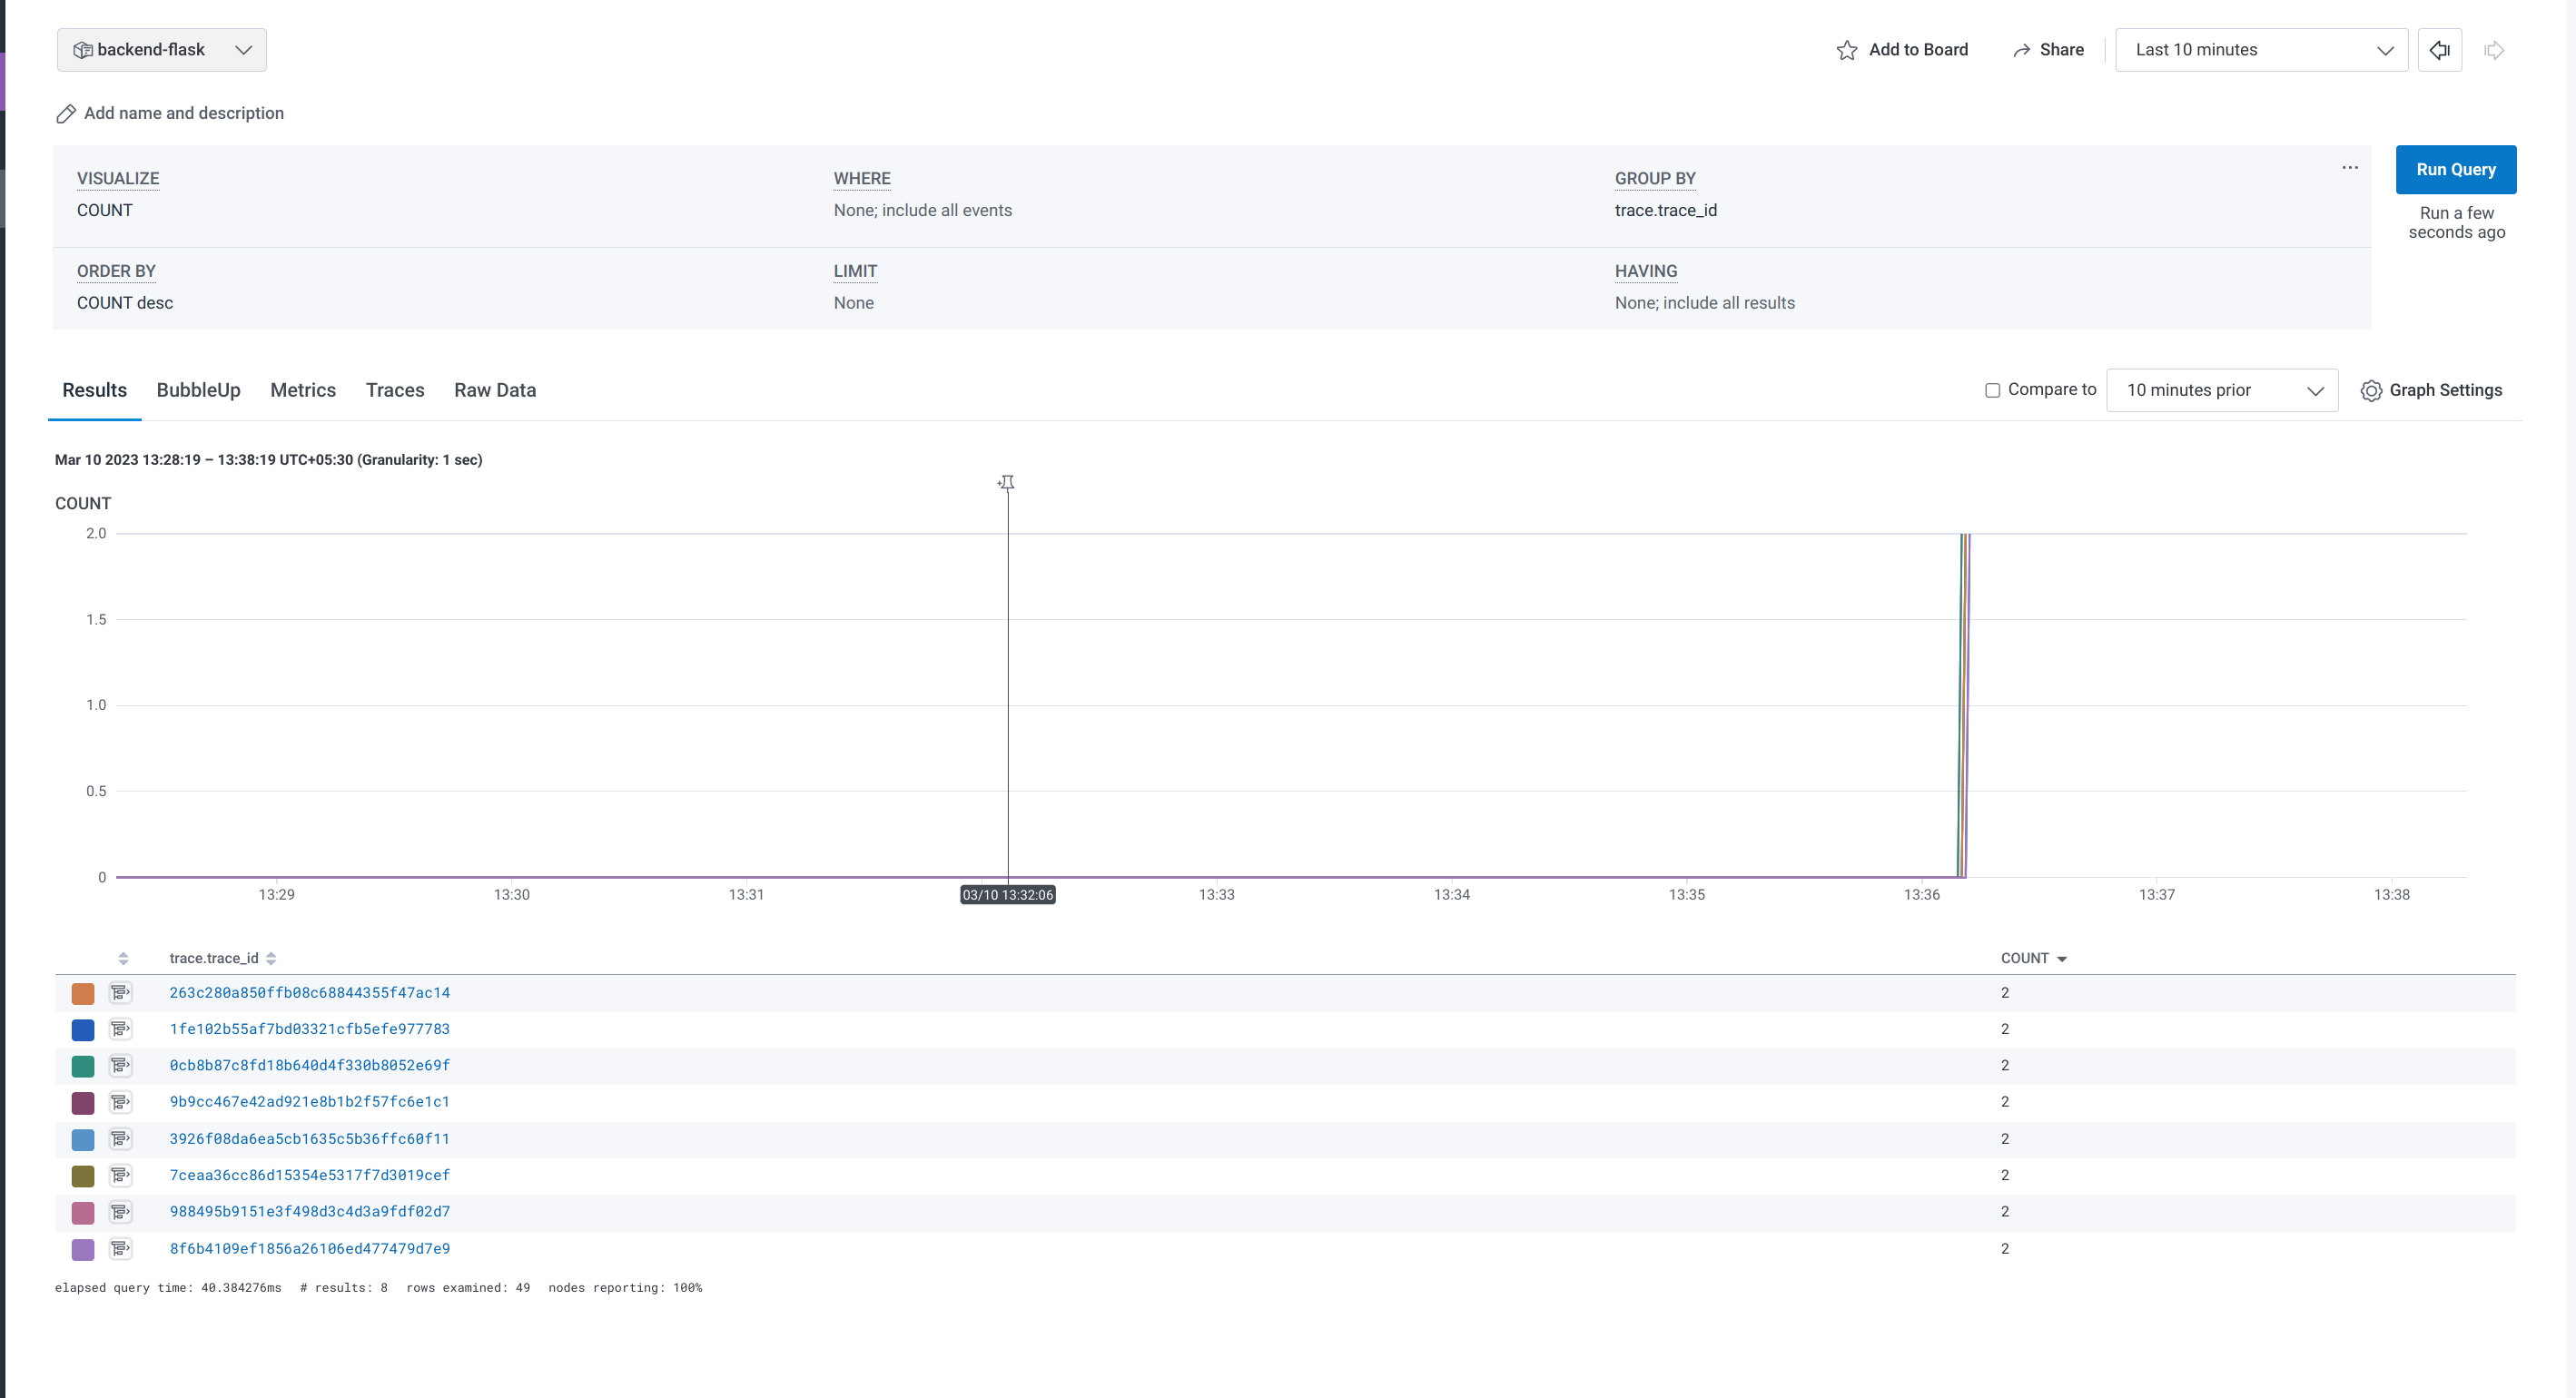 backend-flask
Add to Board
Share
Last 10 minutes
Add name and description
VISUALIZE
COUNT
WHERE
None; include all events
GROUP BY
trace.trace_id
...
Run Query
Run a few
seconds ago
ORDER BY
COUNT desc
LIMIT
None
HAVING
None; include all results
Results BubbleUp Metrics Traces Raw Data
Compare to 10 minutes prior
Graph Settings
Mar 10 2023 13:28:19 – 13:38:19 UTC+05:30 (Granularity: 1 sec)
COUNT
2.0
1.5
1.0
0.5
0
13:29 13:30 13:31 03/10 13:32:06 13:33 13:34 13:35 13:36 13:37 13:38
trace.trace_id COUNT
263c280a850ffb08c68844355f47ac14 2
1fe102b55af7bd03321cfb5efe977783 2
0cb8b87c8fd18b640d4f330b8052e69f 2
9b9cc467e42ad921e8b1b2f57fc6e1c1 2
3926f08da6ea5cb1635c5b36ffc60f11 2
7ceaa36cc86d15354e5317f7d3019cef 2
988495b9151e3f498d3c4d3a9fdf02d7 2
8f6b4109ef1856a26106ed477479d7e9 2
elapsed query time: 40.384276ms # results: 8 rows examined: 49 nodes reporting: 100%